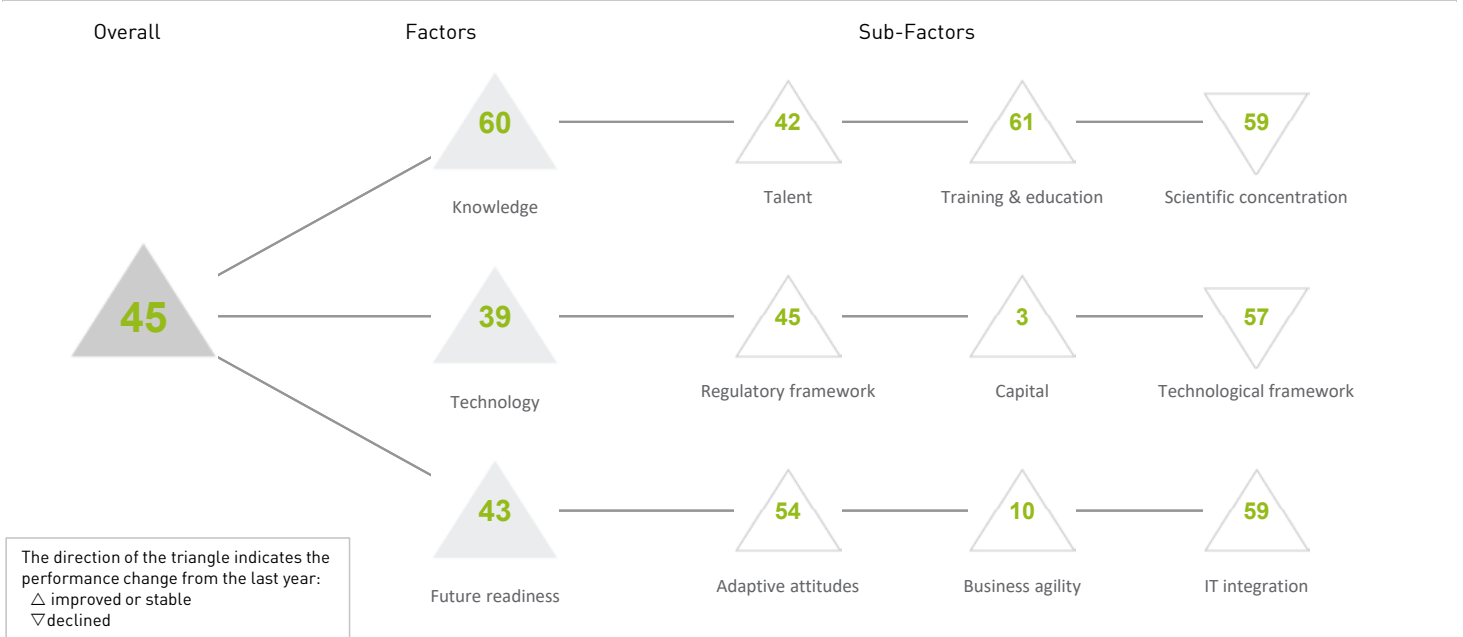 Overall
Factors
Sub-Factors
60
42
61
59
Knowledge
Talent
Training & education
Scientific concentration
45
39
45
3
57
Technology
Regulatory framework
Capital
Technological framework
43
54
10
59
Future readiness
Adaptive attitudes
Business agility
IT integration
The direction of the triangle indicates the
performance change from the last year:
△ improved or stable
▽ declined